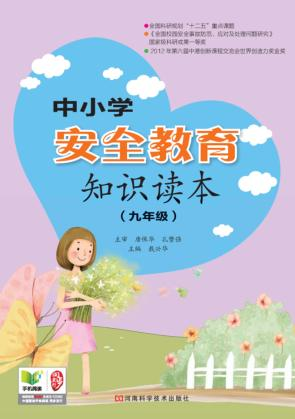 全国科研规划“十二五”重点课题
《全国校园安全事故防范、应对及处理问题研究》
国家级科研成果第一等奖
2012年第六届中港创新课程交流会世界创造力奖金奖
中小学
安全教育
知识读本
（九年级）
主审 唐保华 孔繁强
主编 戴兴华
手机阅读
河南科学技术出版社